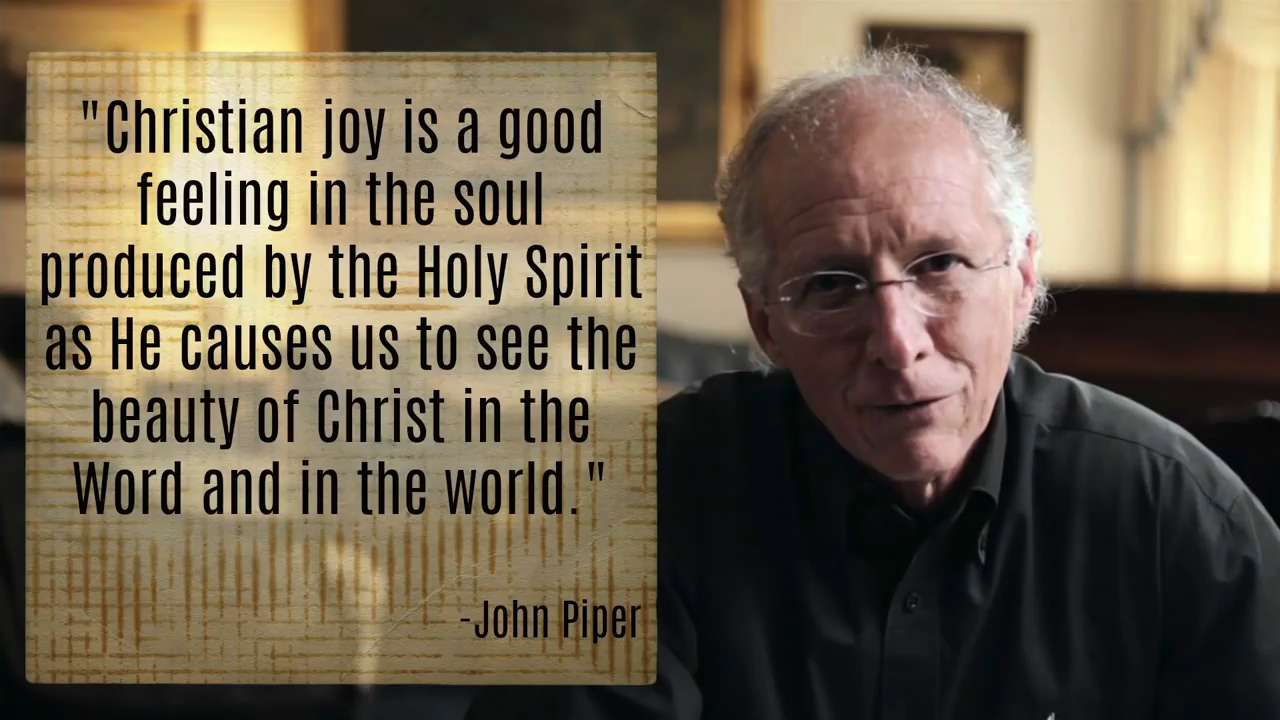 "Christian joy is a good
feeling in the soul
produced by the Holy Spirit
as He causes us to see the
beauty of Christ in the
Word and in the world."
-John Piper